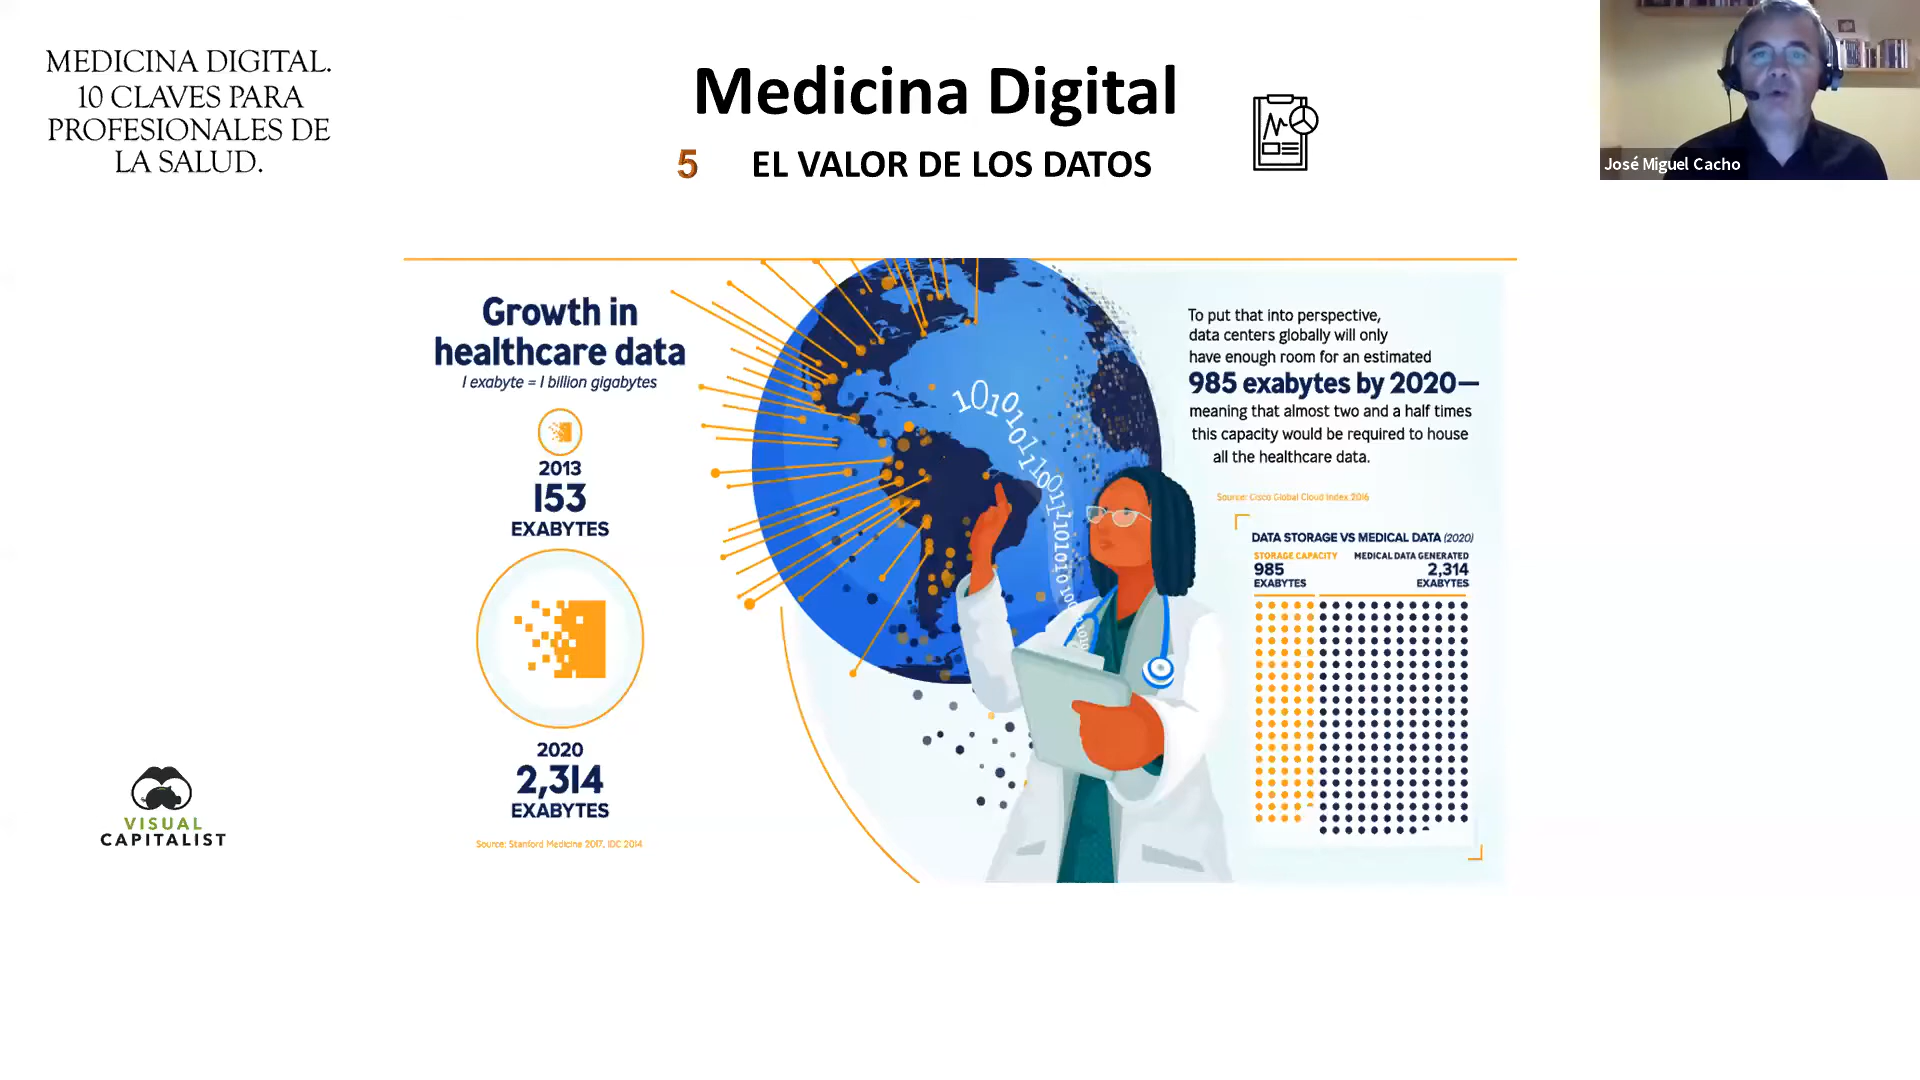 MEDICINA DIGITAL.
10 CLAVES PARA
PROFESIONALES DE
LA SALUD.
Medicina Digital
5 EL VALOR DE LOS DATOS
José Miguel Cacho
Growth in
healthcare data
1 exabyte = 1 billion gigabytes
2013
153
EXABYTES
2020
2,314
EXABYTES
Source: Stanford Medicine 2017, IDC 2014
To put that into perspective,
data centers globally will only
have enough room for an estimated
985 exabytes by 2020—
meaning that almost two and a half times
this capacity would be required to house
all the healthcare data.
Source: Cisco Global Cloud Index 2016
DATA STORAGE VS MEDICAL DATA (2020)
STORAGE CAPACITY
985
EXABYTES
MEDICAL DATA GENERATED
2,314
EXABYTES
VISUAL
CAPITALIST